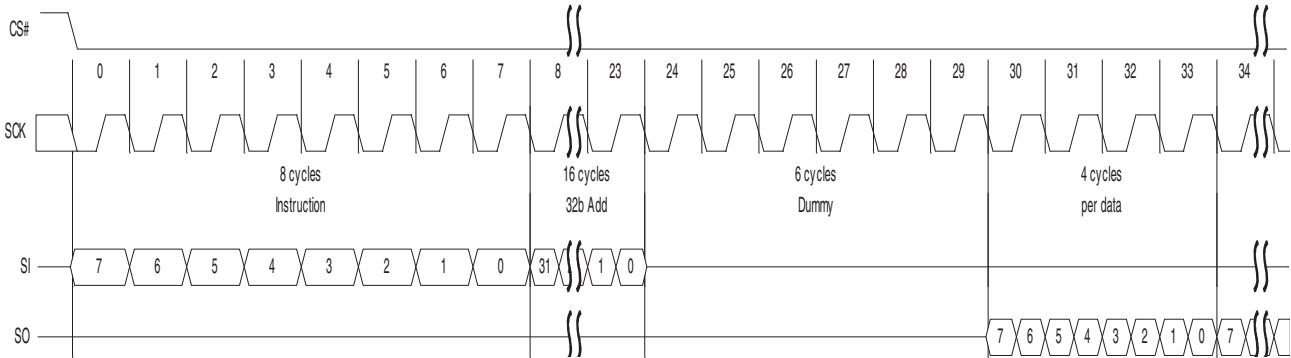 CS#
0 1 2 3 4 5 6 7 8 23 24 25 26 27 28 29 30 31 32 33 34
SCK
8 cycles 16 cycles 6 cycles 4 cycles
Instruction 32b Add Dummy per data
SI 7 6 5 4 3 2 1 0 31 1 0
SO 7 6 5 4 3 2 1 0 7